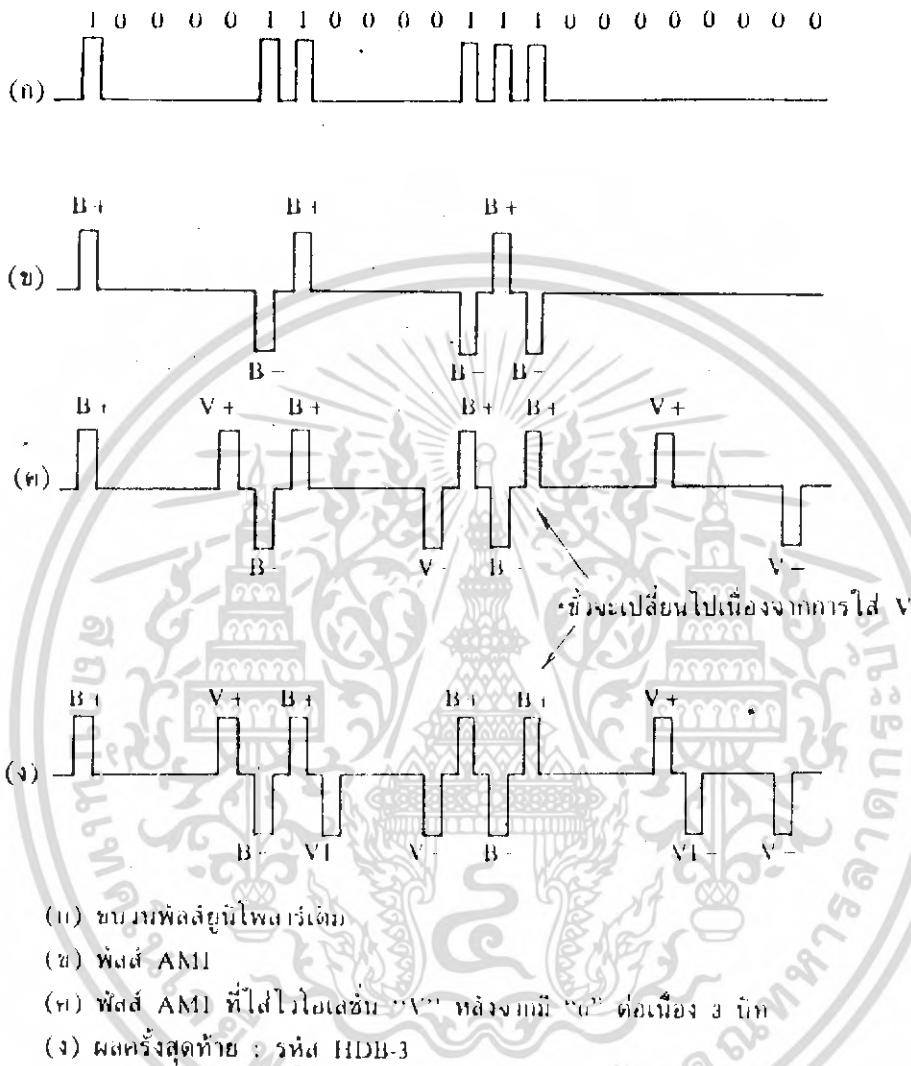 1 0 0 0 0 1 1 0 0 0 0 1 1 1 0 0 0 0 0 0 0 0
(ก)
B+ B+ B+
(ข)
B- B- B-
B+ V+ B+ B+ B+ V+
(ค)
B- V- B- V-
ขั้วจะเปลี่ยนไปเนื่องจากการใส่ V
B+ V+ B+ B+ B+ V+
(ง)
B- V1 V- B- V1- V-
(ก) ขบวนพัลส์ยูนิโพลาร์เดิม
(ข) พัลส์ AMI
(ค) พัลส์ AMI ที่ใส่ไวโอเลชั่น "V" หลังจากมี "0" ต่อเนื่อง 3 บิท
(ง) ผลครั้งสุดท้าย : รหัส HDB-3